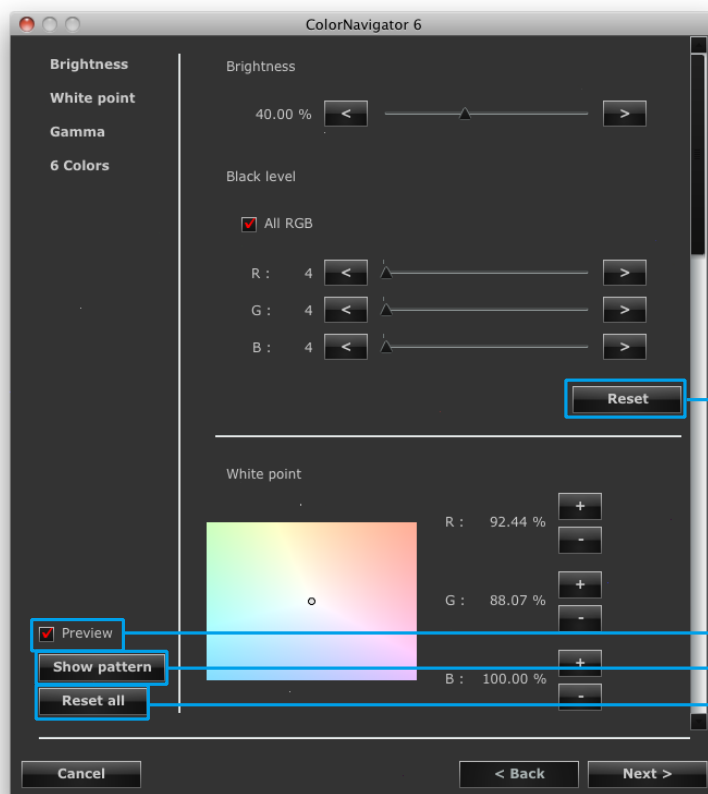 ColorNavigator 6
Brightness
White point
Gamma
6 Colors
Brightness
40.00 % < >
Black level
All RGB
R : 4 < >
G : 4 < >
B : 4 < >
Reset
White point
R : 92.44 % + -
G : 88.07 % + -
B : 100.00 % + -
Preview
Show pattern
Reset all
Cancel
< Back
Next >